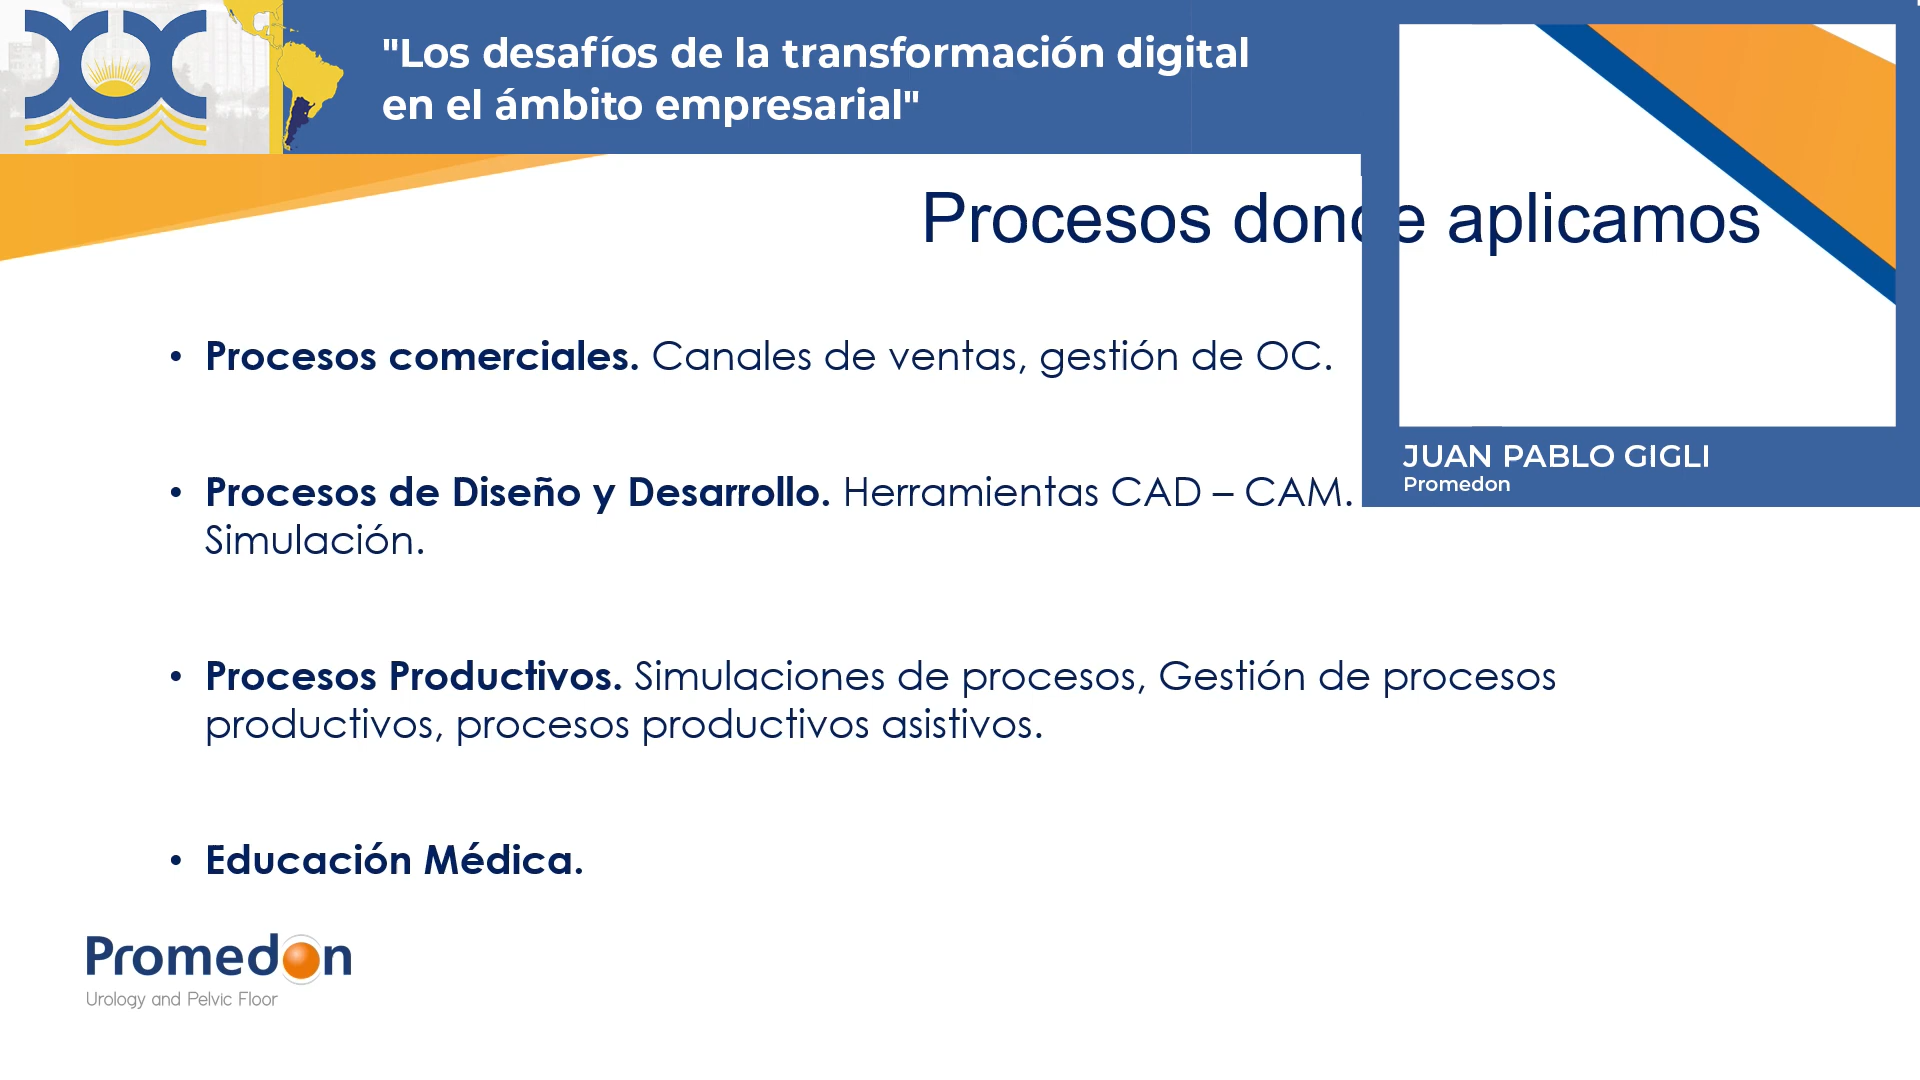 "Los desafíos de la transformación digital
en el ámbito empresarial"
Procesos donde aplicamos
• Procesos comerciales. Canales de ventas, gestión de OC.
• Procesos de Diseño y Desarrollo. Herramientas CAD – CAM.
Simulación.
• Procesos Productivos. Simulaciones de procesos, Gestión de procesos
productivos, procesos productivos asistivos.
• Educación Médica.
JUAN PABLO GIGLI
Promedon
Promedon
Urology and Pelvic Floor